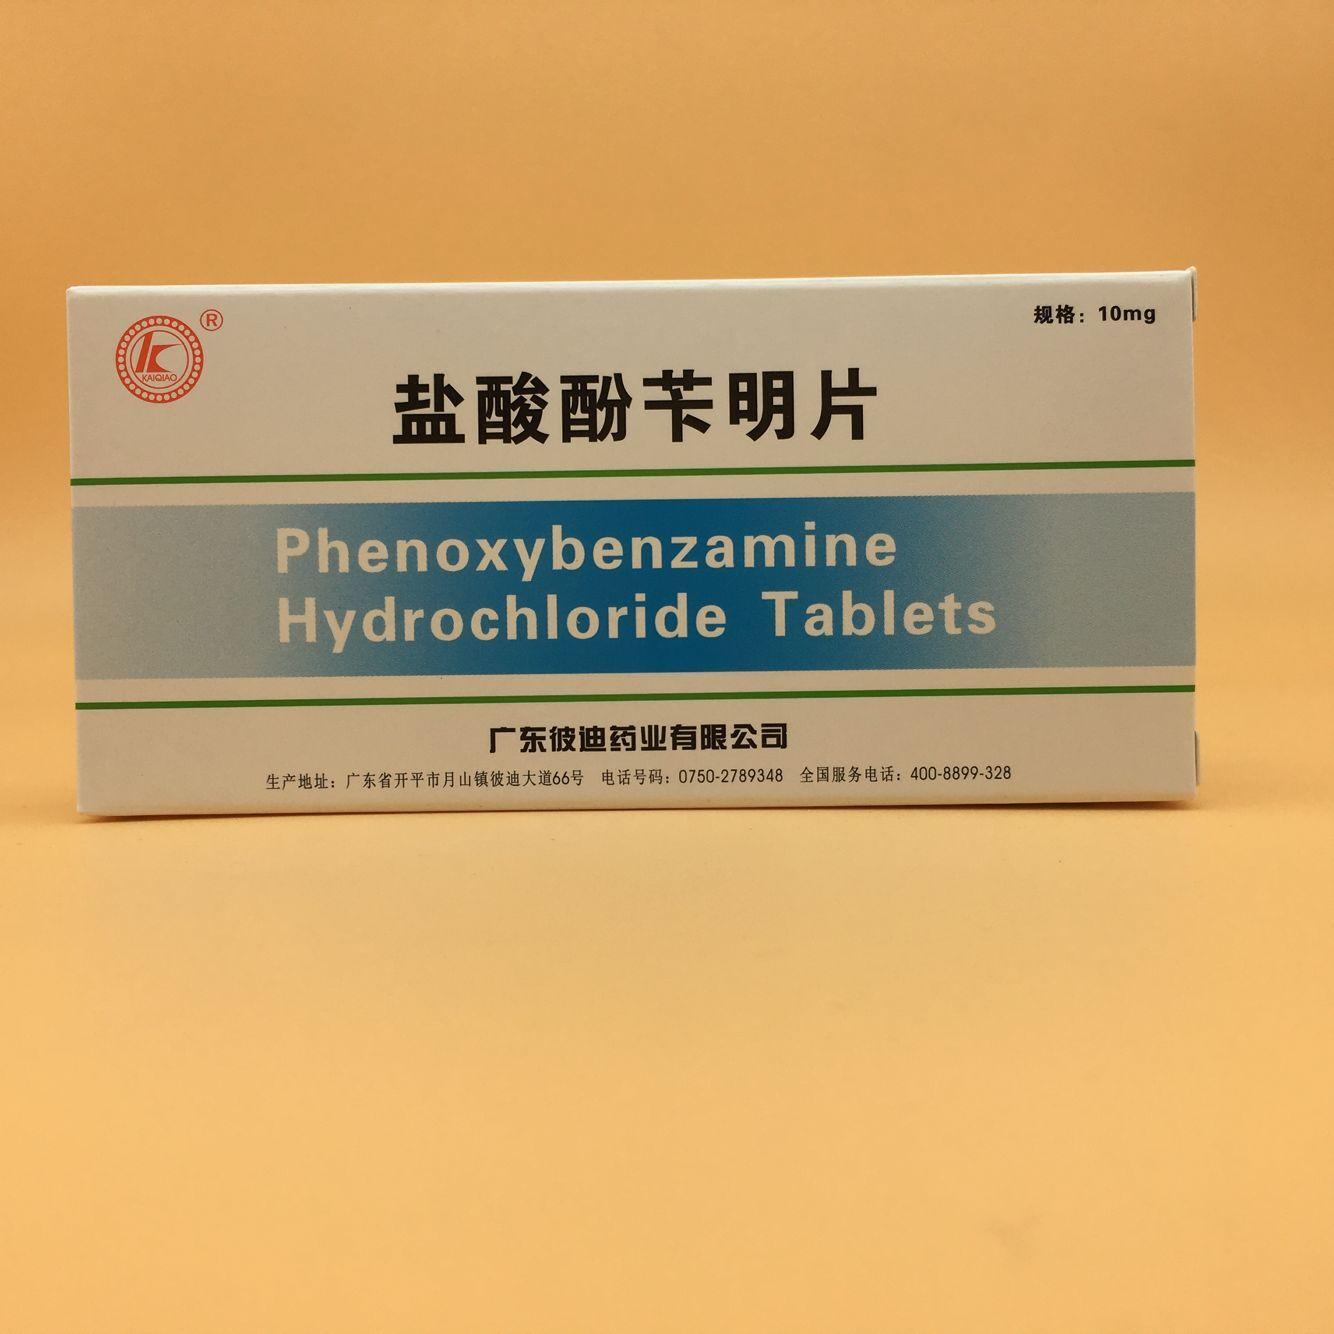 KAIQIAO
®
规格：10mg
盐酸酚苄明片
Phenoxybenzamine
Hydrochloride Tablets
广东彼迪药业有限公司
生产地址：广东省开平市月山镇彼迪大道66号 电话号码：0750-2789348 全国服务电话：400-8899-328